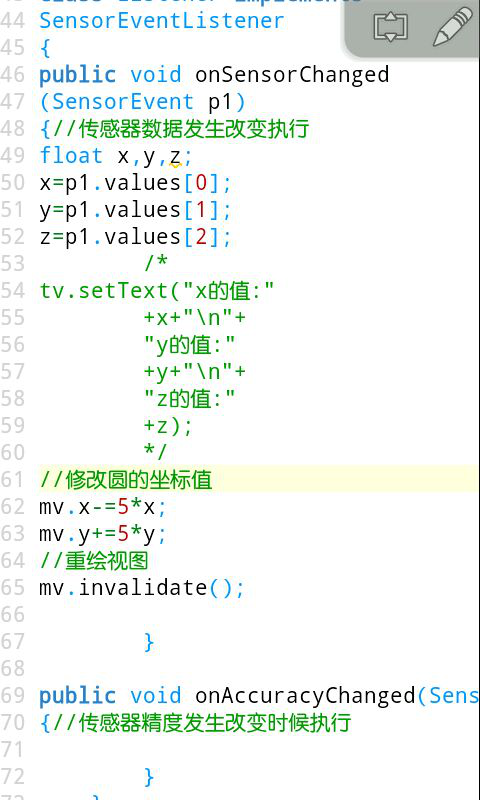 44 SensorEventListener
45 {
46 public void onSensorChanged
47 (SensorEvent p1)
48 {//传感器数据发生改变执行
49 float x,y,z;
50 x=p1.values[0];
51 y=p1.values[1];
52 z=p1.values[2];
53 /*
54 tv.setText("x的值:"
55 +x+"\n"+
56 "y的值:"
57 +y+"\n"+
58 "z的值:"
59 +z);
60 */
61 //修改圆的坐标值
62 mv.x-=5*x;
63 mv.y+=5*y;
64 //重绘视图
65 mv.invalidate();
66
67 }
68
69 public void onAccuracyChanged(Sens
70 {//传感器精度发生改变时候执行
71
72 }